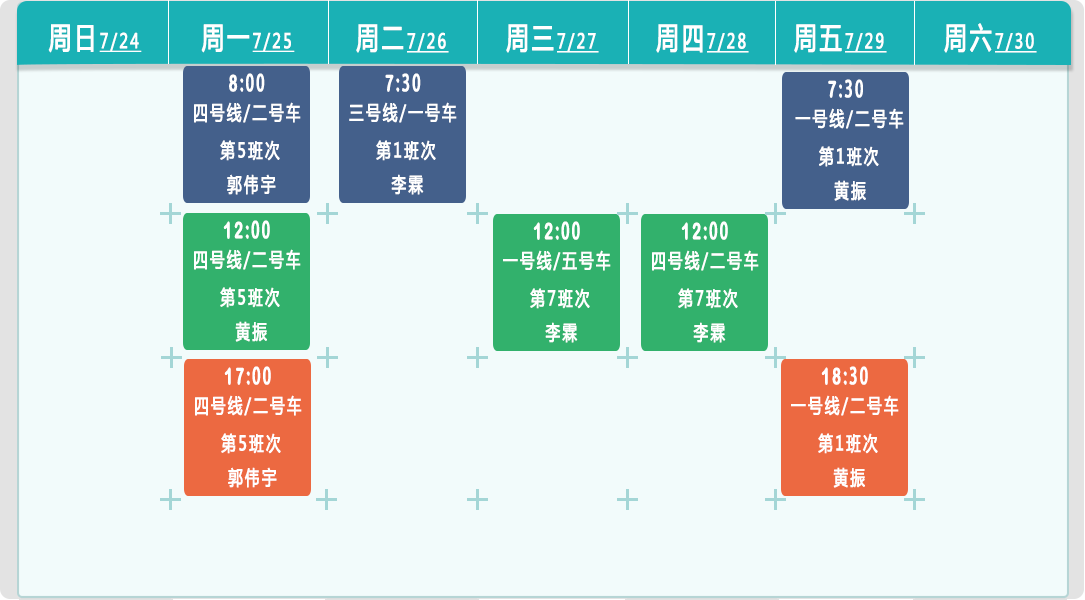 周日7/24
周一7/25
周二7/26
周三7/27
周四7/28
周五7/29
周六7/30
8:00
四号线/二号车
第5班次
郭伟宇
7:30
三号线/一号车
第1班次
李霖
7:30
一号线/二号车
第1班次
黄振
12:00
四号线/二号车
第5班次
黄振
12:00
一号线/五号车
第7班次
李霖
12:00
四号线/二号车
第7班次
李霖
17:00
四号线/二号车
第5班次
郭伟宇
18:30
一号线/二号车
第1班次
黄振